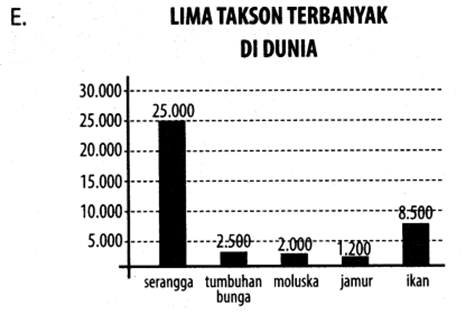 E.
LIMA TAKSON TERBANYAK
DI DUNIA
30.000
25.000
20.000
15.000
10.000
5.000
25.000
2.500
2.000
1.200
8.500
serangga
tumbuhan
bunga
moluska
jamur
ikan